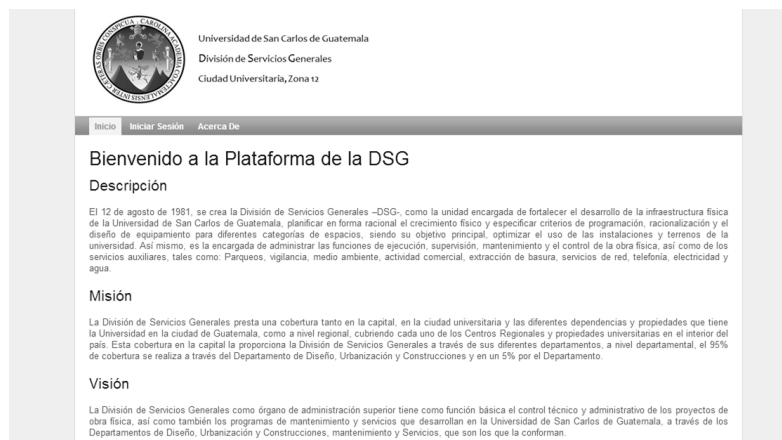 CAROLINA ACADEMIA COACTEMALENSIS INTER CAETERAS ORBIS CONSPICUA
Universidad de San Carlos de Guatemala
División de Servicios Generales
Ciudad Universitaria, Zona 12
Inicio Iniciar Sesión Acerca De
Bienvenido a la Plataforma de la DSG
Descripción
El 12 de agosto de 1981, se crea la División de Servicios Generales –DSG-, como la unidad encargada de fortalecer el desarrollo de la infraestructura física
de la Universidad de San Carlos de Guatemala, planificar en forma racional el crecimiento físico y especificar criterios de programación, racionalización y el
diseño de equipamiento para diferentes categorías de espacios, siendo su objetivo principal, optimizar el uso de las instalaciones y terrenos de la
universidad. Así mismo, es la encargada de administrar las funciones de ejecución, supervisión, mantenimiento y el control de la obra física, así como de los
servicios auxiliares, tales como: Parqueos, vigilancia, medio ambiente, actividad comercial, extracción de basura, servicios de red, telefonía, electricidad y
agua.
Misión
La División de Servicios Generales presta una cobertura tanto en la capital, en la ciudad universitaria y las diferentes dependencias y propiedades que tiene
la Universidad en la ciudad de Guatemala, como a nivel regional, cubriendo cada uno de los Centros Regionales y propiedades universitarias en el interior del
país. Esta cobertura en la capital la proporciona la División de Servicios Generales a través de sus diferentes departamentos, a nivel departamental, el 95%
de cobertura se realiza a través del Departamento de Diseño, Urbanización y Construcciones y en un 5% por el Departamento.
Visión
La División de Servicios Generales como órgano de administración superior tiene como función básica el control técnico y administrativo de los proyectos de
obra física, así como también los programas de mantenimiento y servicios que desarrollan en la Universidad de San Carlos de Guatemala, a través de los
Departamentos de Diseño, Urbanización y Construcciones, mantenimiento y Servicios, que son los que la conforman.